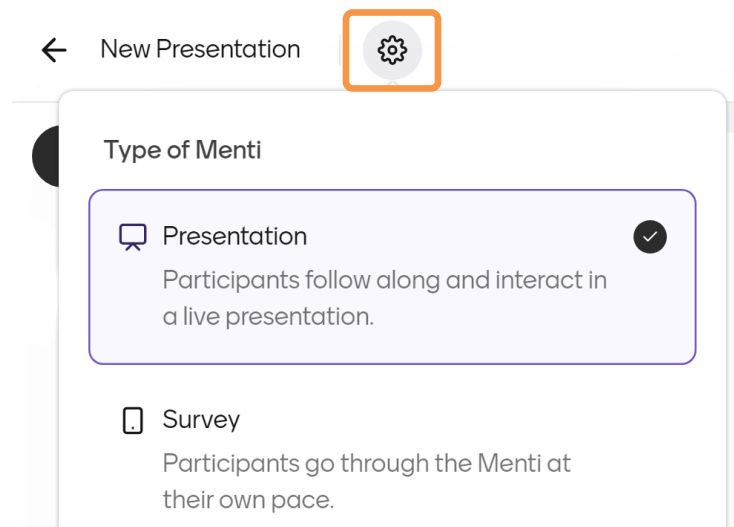 New Presentation
Type of Menti
Presentation
Participants follow along and interact in
a live presentation.
Survey
Participants go through the Menti at
their own pace.